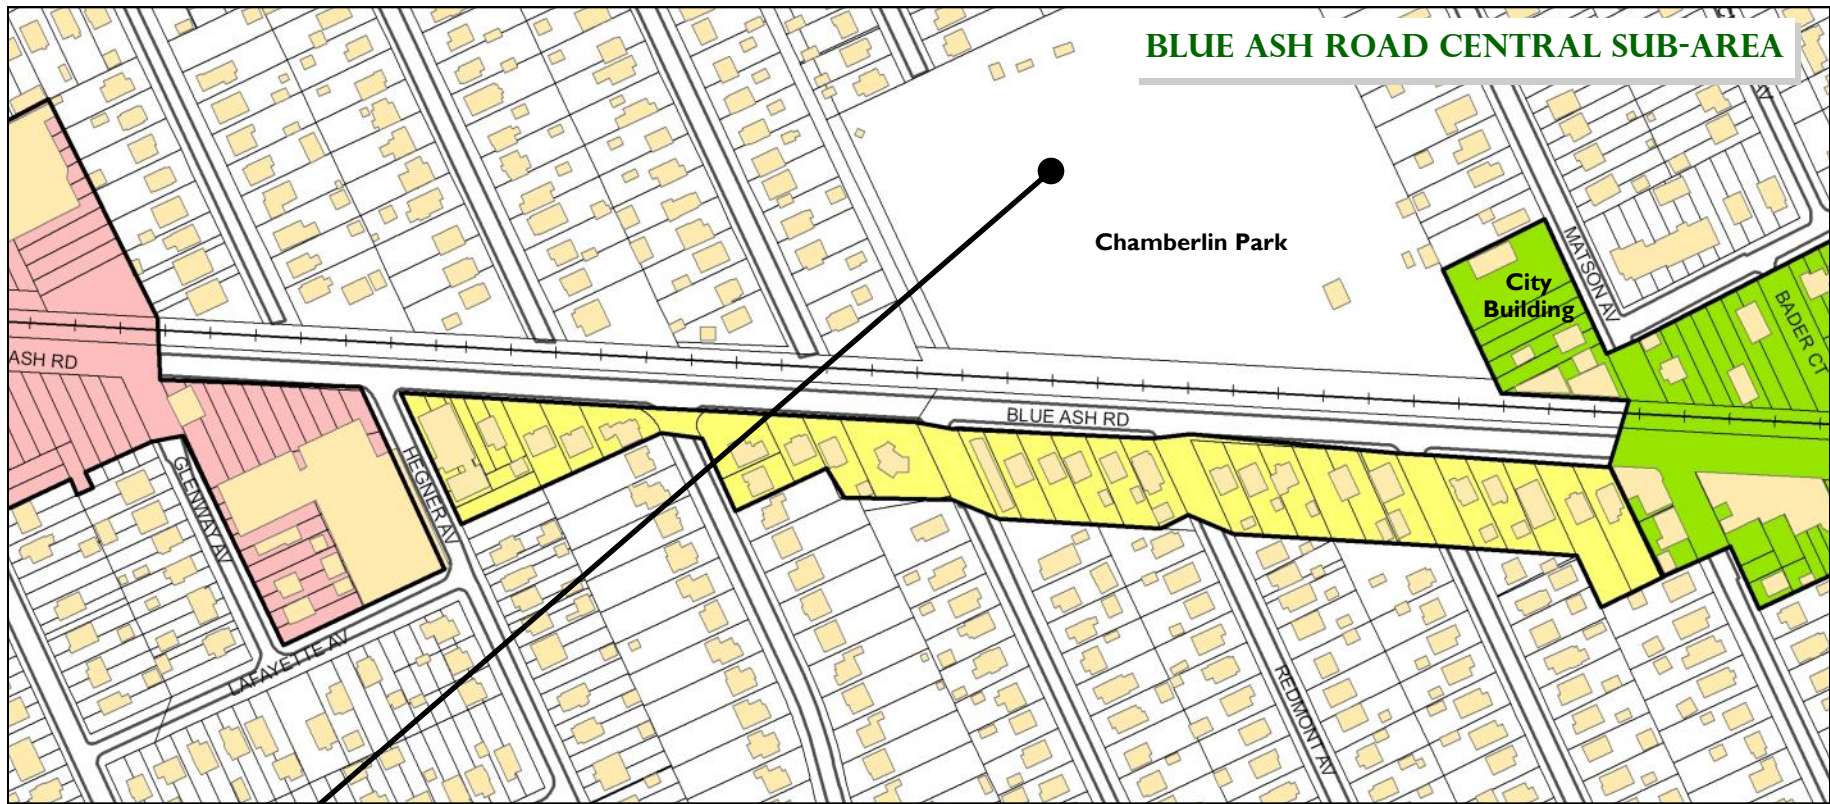 BLUE ASH ROAD CENTRAL SUB-AREA
Chamberlin Park
City
Building
MATSON AV
BADER CT
ASH RD
BLUE ASH RD
GLENWAY AV
HEGNER AV
LAFAYETTE AV
REDMONT AV